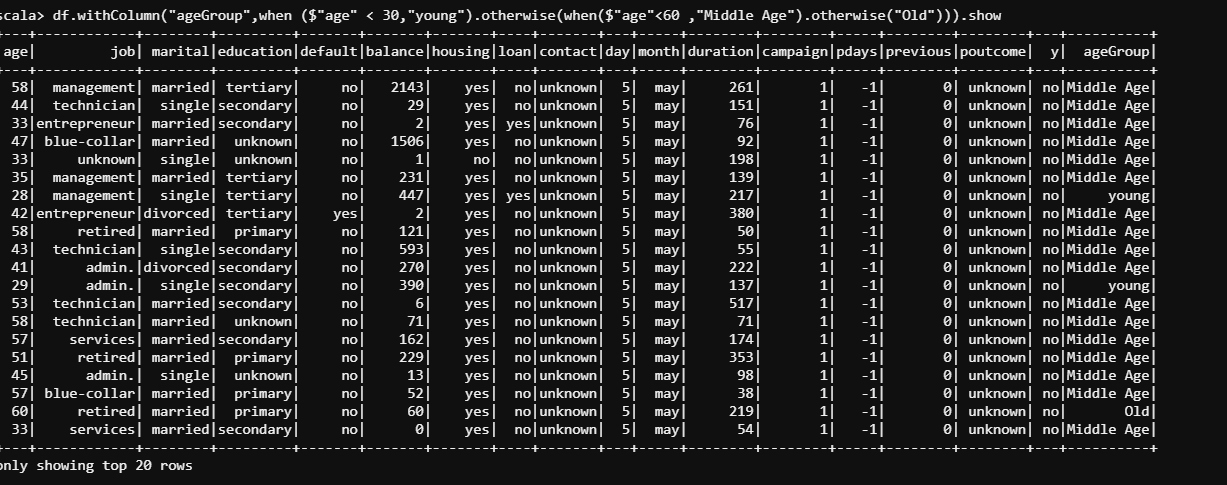 scala> df.withColumn("ageGroup",when ($"age" < 30,"young").otherwise(when($"age"<60 ,"Middle Age").otherwise("Old"))).show
---+------------+--------+---------+-------+-------+-------+----+-------+---+-----+--------+--------+-----+--------+--------+---+----------+
age|         job| marital|education|default|balance|housing|loan|contact|day|month|duration|campaign|pdays|previous|poutcome|  y|  ageGroup|
---+------------+--------+---------+-------+-------+-------+----+-------+---+-----+--------+--------+-----+--------+--------+---+----------+
 58|  management| married| tertiary|     no|   2143|    yes|  no|unknown|  5|  may|     261|       1|   -1|       0| unknown| no|Middle Age|
 44|  technician|  single|secondary|     no|     29|    yes|  no|unknown|  5|  may|     151|       1|   -1|       0| unknown| no|Middle Age|
 33|entrepreneur| married|secondary|     no|      2|    yes| yes|unknown|  5|  may|      76|       1|   -1|       0| unknown| no|Middle Age|
 47| blue-collar| married|  unknown|     no|   1506|    yes|  no|unknown|  5|  may|      92|       1|   -1|       0| unknown| no|Middle Age|
 33|     unknown|  single|  unknown|     no|      1|     no|  no|unknown|  5|  may|     198|       1|   -1|       0| unknown| no|Middle Age|
 35|  management| married| tertiary|     no|    231|    yes|  no|unknown|  5|  may|     139|       1|   -1|       0| unknown| no|Middle Age|
 28|  management|  single| tertiary|     no|    447|    yes| yes|unknown|  5|  may|     217|       1|   -1|       0| unknown| no|     young|
 42|entrepreneur|divorced| tertiary|    yes|      2|    yes|  no|unknown|  5|  may|     380|       1|   -1|       0| unknown| no|Middle Age|
 58|     retired| married|  primary|     no|    121|    yes|  no|unknown|  5|  may|      50|       1|   -1|       0| unknown| no|Middle Age|
 43|  technician|  single|secondary|     no|    593|    yes|  no|unknown|  5|  may|      55|       1|   -1|       0| unknown| no|Middle Age|
 41|      admin.|divorced|secondary|     no|    270|    yes|  no|unknown|  5|  may|     222|       1|   -1|       0| unknown| no|Middle Age|
 29|      admin.|  single|secondary|     no|    390|    yes|  no|unknown|  5|  may|     137|       1|   -1|       0| unknown| no|     young|
 53|  technician| married|secondary|     no|      6|    yes|  no|unknown|  5|  may|     517|       1|   -1|       0| unknown| no|Middle Age|
 58|  technician| married|  unknown|     no|     71|    yes|  no|unknown|  5|  may|      71|       1|   -1|       0| unknown| no|Middle Age|
 57|    services| married|secondary|     no|    162|    yes|  no|unknown|  5|  may|     174|       1|   -1|       0| unknown| no|Middle Age|
 51|     retired| married|  primary|     no|    229|    yes|  no|unknown|  5|  may|     353|       1|   -1|       0| unknown| no|Middle Age|
 45|      admin.|  single|  unknown|     no|     13|    yes|  no|unknown|  5|  may|      98|       1|   -1|       0| unknown| no|Middle Age|
 57| blue-collar| married|  primary|     no|     52|    yes|  no|unknown|  5|  may|      38|       1|   -1|       0| unknown| no|Middle Age|
 60|     retired| married|  primary|     no|     60|    yes|  no|unknown|  5|  may|     219|       1|   -1|       0| unknown| no|       Old|
 33|    services| married|secondary|     no|      0|    yes|  no|unknown|  5|  may|      54|       1|   -1|       0| unknown| no|Middle Age|
---+------------+--------+---------+-------+-------+-------+----+-------+---+-----+--------+--------+-----+--------+--------+---+----------+
only showing top 20 rows